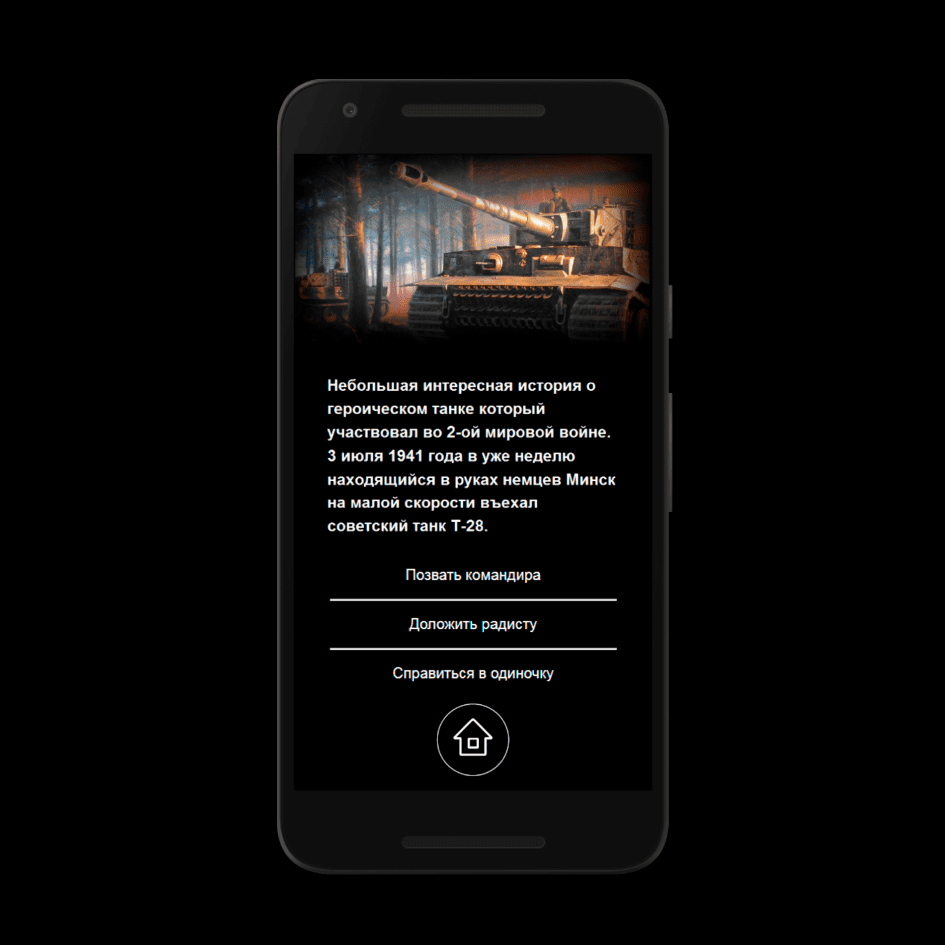 Небольшая интересная история о
героическом танке который
участвовал во 2-ой мировой войне.
3 июля 1941 года в уже неделю
находящийся в руках немцев Минск
на малой скорости въехал
советский танк Т-28.
Позвать командира
Доложить радисту
Справиться в одиночку